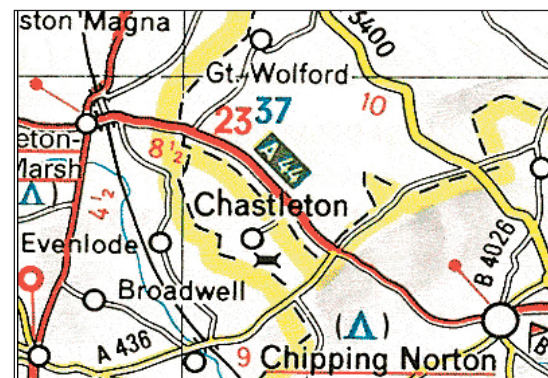 ston Magna
3400
Gt. Wolford
10
23 37
eton-
Marsh
8½
A 44
4½
Chastleton
Evenlode
B 4026
Broadwell
A 436
9
Chipping Norton
B